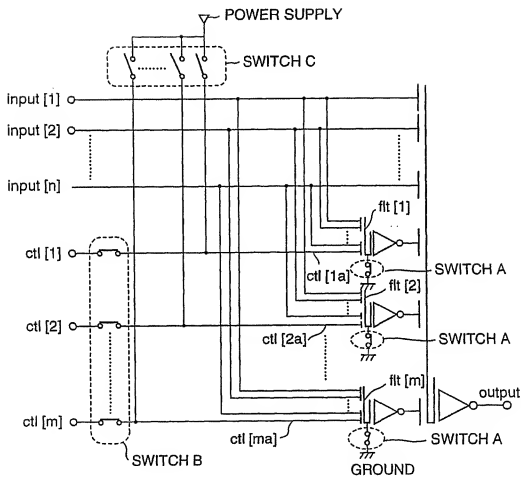 POWER SUPPLY
SWITCH C
input [1]
input [2]
input [n]
flt [1]
ctl [1]
ctl [1a]
SWITCH A
flt [2]
ctl [2]
ctl [2a]
SWITCH A
flt [m]
output
ctl [m]
ctl [ma]
SWITCH A
SWITCH B
GROUND